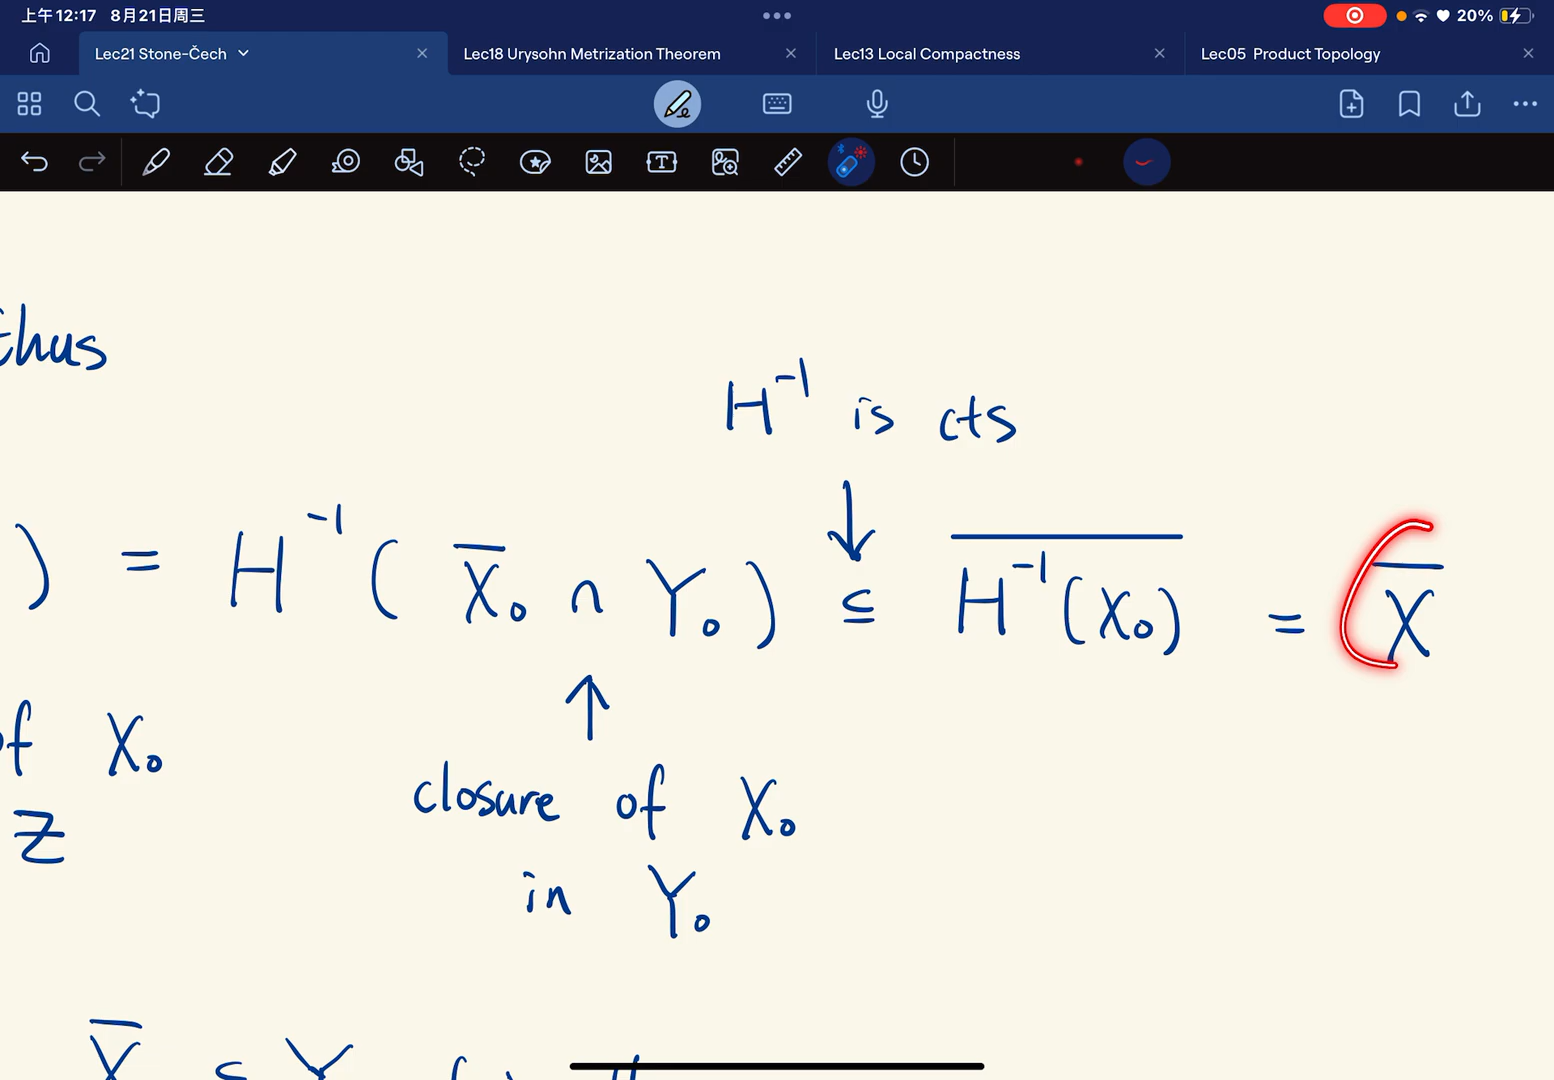 上午12:17 8月21日周三
20%
Lec21 Stone-Čech
Lec18 Urysohn Metrization Theorem
Lec13 Local Compactness
Lec05 Product Topology
thus
H⁻¹ is cts
) = H⁻¹( X̅₀ ∩ Y₀ ) ⊆ \overline{H⁻¹(X₀)} = X̅
of X₀
Z
closure of X₀
in Y₀